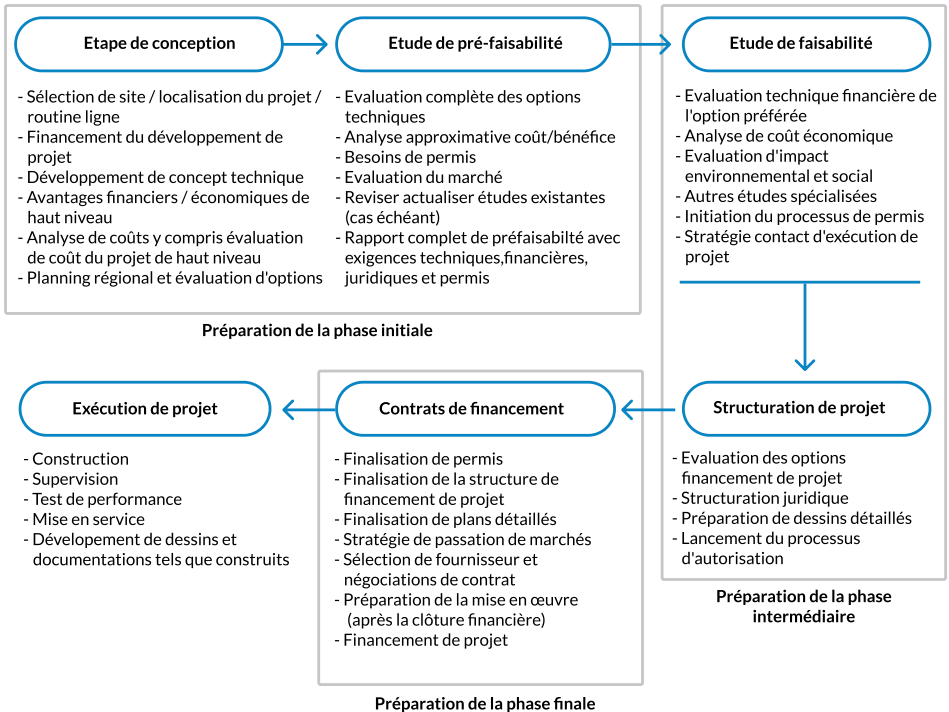 Etape de conception
- Sélection de site / localisation du projet /
routine ligne
- Financement du développement de
projet
- Développement de concept technique
- Avantages financiers / économiques de
haut niveau
- Analyse de coûts y compris évaluation
de coût du projet de haut niveau
- Planning régional et évaluation d'options
Etude de pré-faisabilité
- Evaluation complète des options
techniques
- Analyse approximative coût/bénéfice
- Besoins de permis
- Evaluation du marché
- Reviser actualiser études existantes
(cas échéant)
- Rapport complet de préfaisabilté avec
exigences techniques,financières,
juridiques et permis
Préparation de la phase initiale
Etude de faisabilité
- Evaluation technique financière de
l'option préférée
- Analyse de coût économique
- Evaluation d'impact
environnemental et social
- Autres études spécialisées
- Initiation du processus de permis
- Stratégie contact d'exécution de
projet
Structuration de projet
- Evaluation des options
financement de projet
- Structuration juridique
- Préparation de dessins détaillés
- Lancement du processus
d'autorisation
Préparation de la phase
intermédiaire
Contrats de financement
- Finalisation de permis
- Finalisation de la structure de
financement de projet
- Finalisation de plans détaillés
- Stratégie de passation de marchés
- Sélection de fournisseur et
négociations de contrat
- Préparation de la mise en œuvre
(après la clôture financière)
- Financement de projet
Préparation de la phase finale
Exécution de projet
- Construction
- Supervision
- Test de performance
- Mise en service
- Dévelopement de dessins et
documentations tels que construits